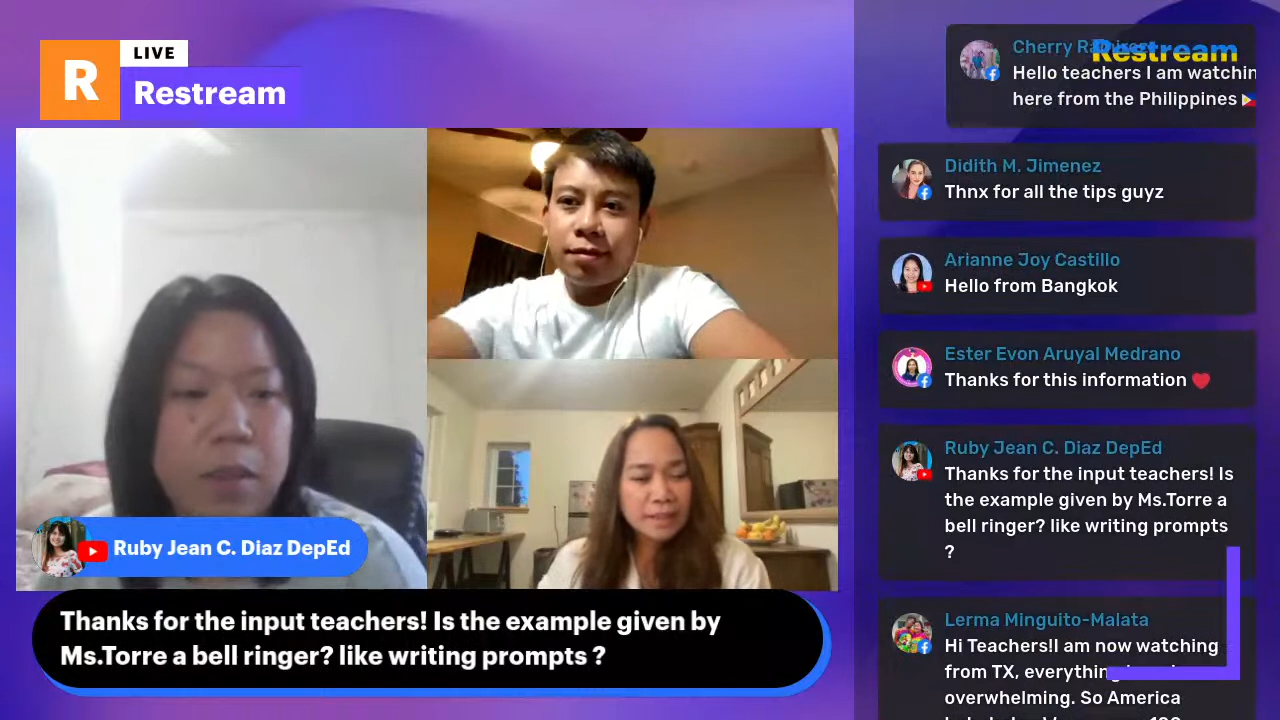 R
LIVE
Restream
Restream
Cherry
Hello teachers I am watchin
here from the Philippines 🇵🇭
Didith M. Jimenez
Thnx for all the tips guyz
Arianne Joy Castillo
Hello from Bangkok
Ester Evon Aruyal Medrano
Thanks for this information ❤️
Ruby Jean C. Diaz DepEd
Thanks for the input teachers! Is
the example given by Ms.Torre a
bell ringer? like writing prompts
?
Lerma Minguito-Malata
Hi Teachers!I am now watching
from TX, everything
overwhelming. So America
Ruby Jean C. Diaz DepEd
Thanks for the input teachers! Is the example given by
Ms.Torre a bell ringer? like writing prompts ?